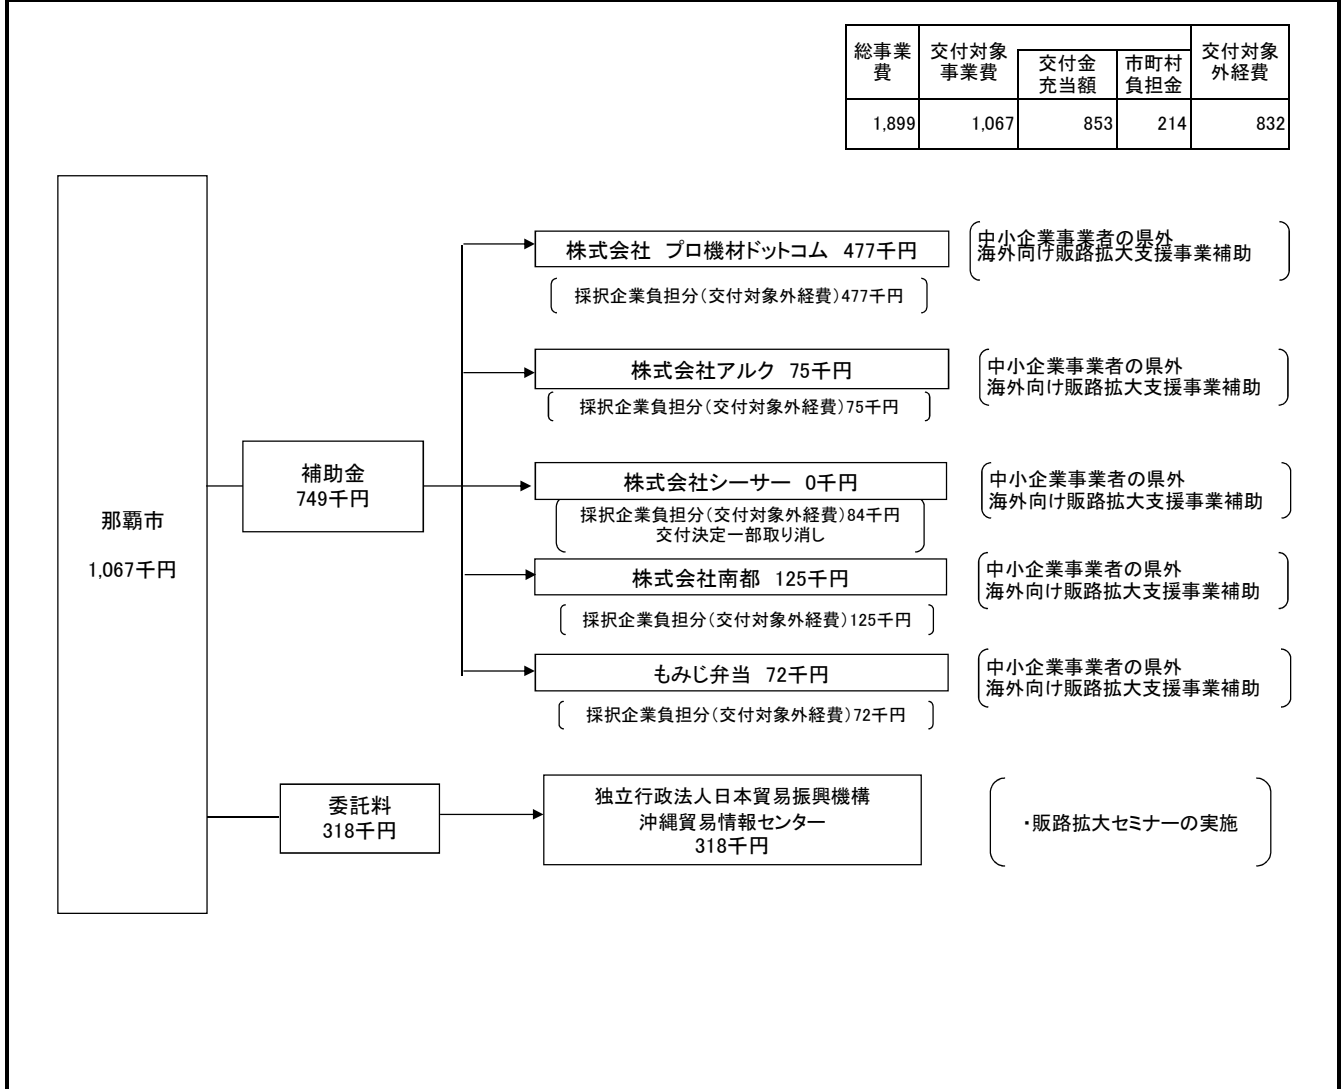 総事業
費
交付対象
事業費
交付金
充当額
市町村
負担金
交付対象
外経費
1,899
1,067
853
214
832
那覇市
1,067千円
補助金
749千円
株式会社　プロ機材ドットコム　477千円
採択企業負担分（交付対象外経費）477千円
中小企業事業者の県外
海外向け販路拡大支援事業補助
株式会社アルク　75千円
採択企業負担分（交付対象外経費）75千円
中小企業事業者の県外
海外向け販路拡大支援事業補助
株式会社シーサー　0千円
採択企業負担分（交付対象外経費）84千円
交付決定一部取り消し
中小企業事業者の県外
海外向け販路拡大支援事業補助
株式会社南都　125千円
採択企業負担分（交付対象外経費）125千円
中小企業事業者の県外
海外向け販路拡大支援事業補助
もみじ弁当　72千円
採択企業負担分（交付対象外経費）72千円
中小企業事業者の県外
海外向け販路拡大支援事業補助
委託料
318千円
独立行政法人日本貿易振興機構
沖縄貿易情報センター
318千円
・販路拡大セミナーの実施